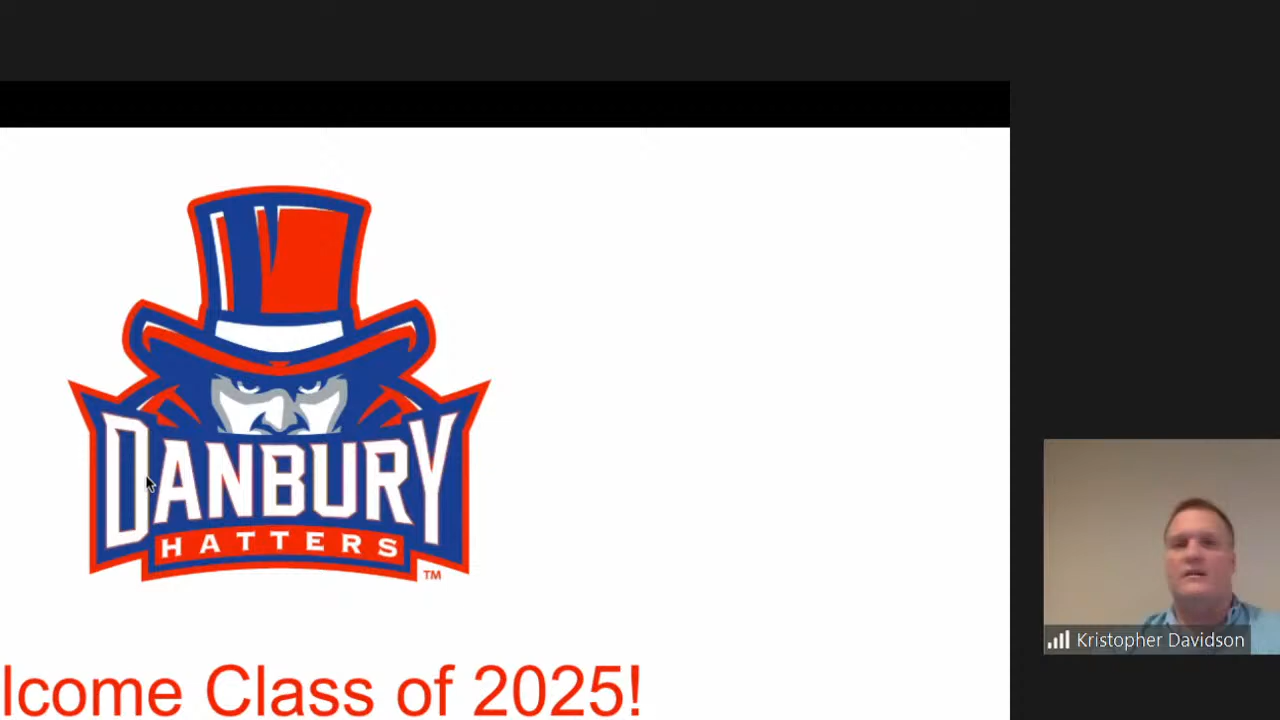 DANBURY
HATTERS
TM
lcome Class of 2025!
Kristopher Davidson